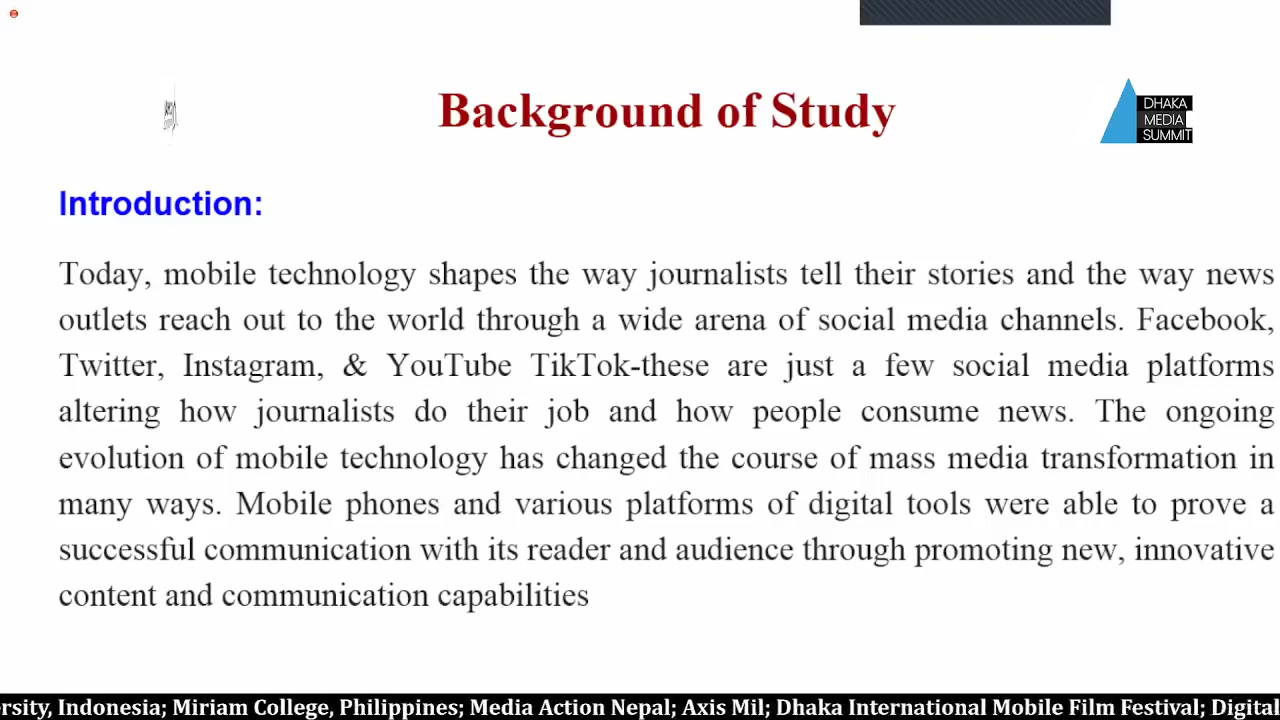 Background of Study
DHAKA
MEDIA
SUMMIT
Introduction:
Today, mobile technology shapes the way journalists tell their stories and the way news
outlets reach out to the world through a wide arena of social media channels. Facebook,
Twitter, Instagram, & YouTube TikTok-these are just a few social media platforms
altering how journalists do their job and how people consume news. The ongoing
evolution of mobile technology has changed the course of mass media transformation in
many ways. Mobile phones and various platforms of digital tools were able to prove a
successful communication with its reader and audience through promoting new, innovative
content and communication capabilities
rsity, Indonesia; Miriam College, Philippines; Media Action Nepal; Axis Mil; Dhaka International Mobile Film Festival; Digital